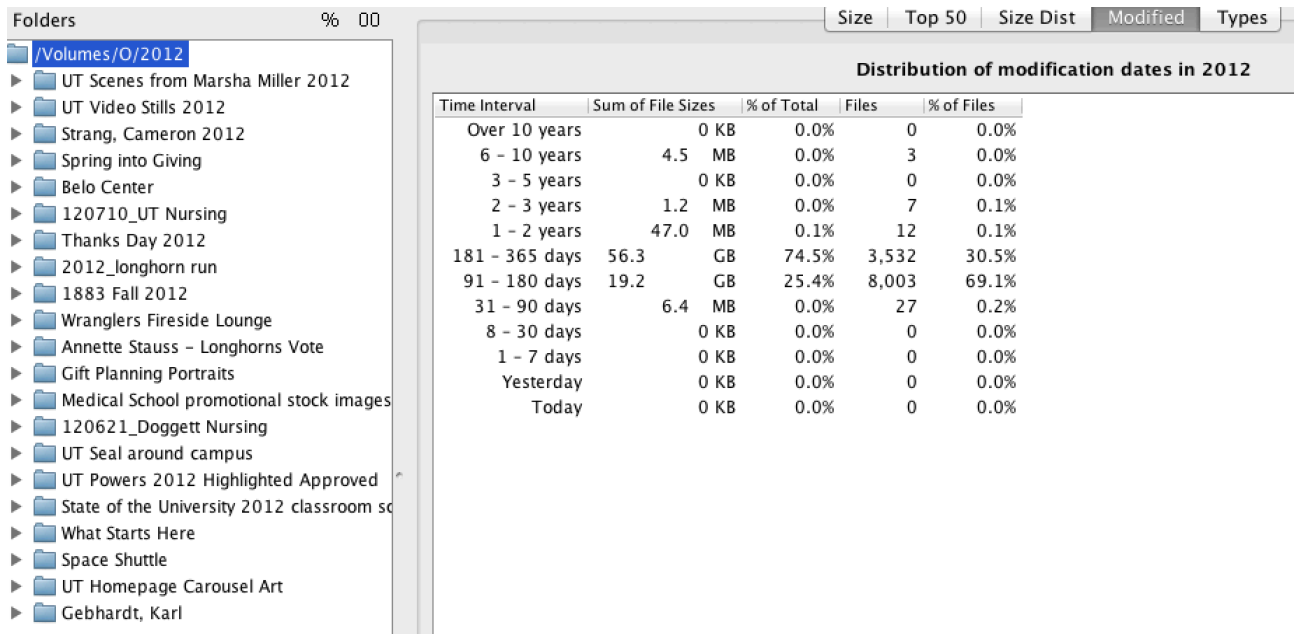 Folders % 00
/Volumes/O/2012
UT Scenes from Marsha Miller 2012
UT Video Stills 2012
Strang, Cameron 2012
Spring into Giving
Belo Center
120710_UT Nursing
Thanks Day 2012
2012_longhorn run
1883 Fall 2012
Wranglers Fireside Lounge
Annette Stauss – Longhorns Vote
Gift Planning Portraits
Medical School promotional stock images
120621_Doggett Nursing
UT Seal around campus
UT Powers 2012 Highlighted Approved
State of the University 2012 classroom sc
What Starts Here
Space Shuttle
UT Homepage Carousel Art
Gebhardt, Karl
Size Top 50 Size Dist Modified Types
Distribution of modification dates in 2012
Time Interval Sum of File Sizes % of Total Files % of Files
Over 10 years 0 KB 0.0% 0 0.0%
6 – 10 years 4.5 MB 0.0% 3 0.0%
3 – 5 years 0 KB 0.0% 0 0.0%
2 – 3 years 1.2 MB 0.0% 7 0.1%
1 – 2 years 47.0 MB 0.1% 12 0.1%
181 – 365 days 56.3 GB 74.5% 3,532 30.5%
91 – 180 days 19.2 GB 25.4% 8,003 69.1%
31 – 90 days 6.4 MB 0.0% 27 0.2%
8 – 30 days 0 KB 0.0% 0 0.0%
1 – 7 days 0 KB 0.0% 0 0.0%
Yesterday 0 KB 0.0% 0 0.0%
Today 0 KB 0.0% 0 0.0%